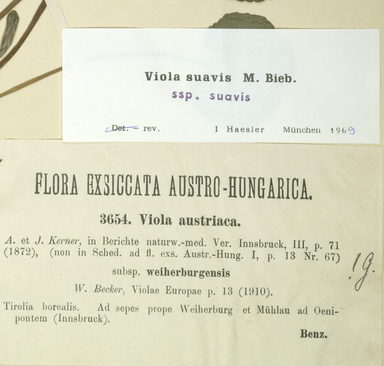 Viola suavis M. Bieb.
ssp. suavis
Det. = rev. I Haesler München 1969
FLORA EXSICCATA AUSTRO-HUNGARICA.
3654. Viola austriaca.
A. et J. Kerner, in Berichte naturw.-med. Ver. Innsbruck, III, p. 71
(1872), (non in Sched. ad fl. exs. Austr.-Hung. I, p. 13 Nr. 67)
subsp. weiherburgensis
W. Becker, Violae Europae p. 13 (1910).
Tirolia borealis. Ad sepes prope Weiherburg et Mühlau ad Oeni-
pontem (Innsbruck).
Benz.